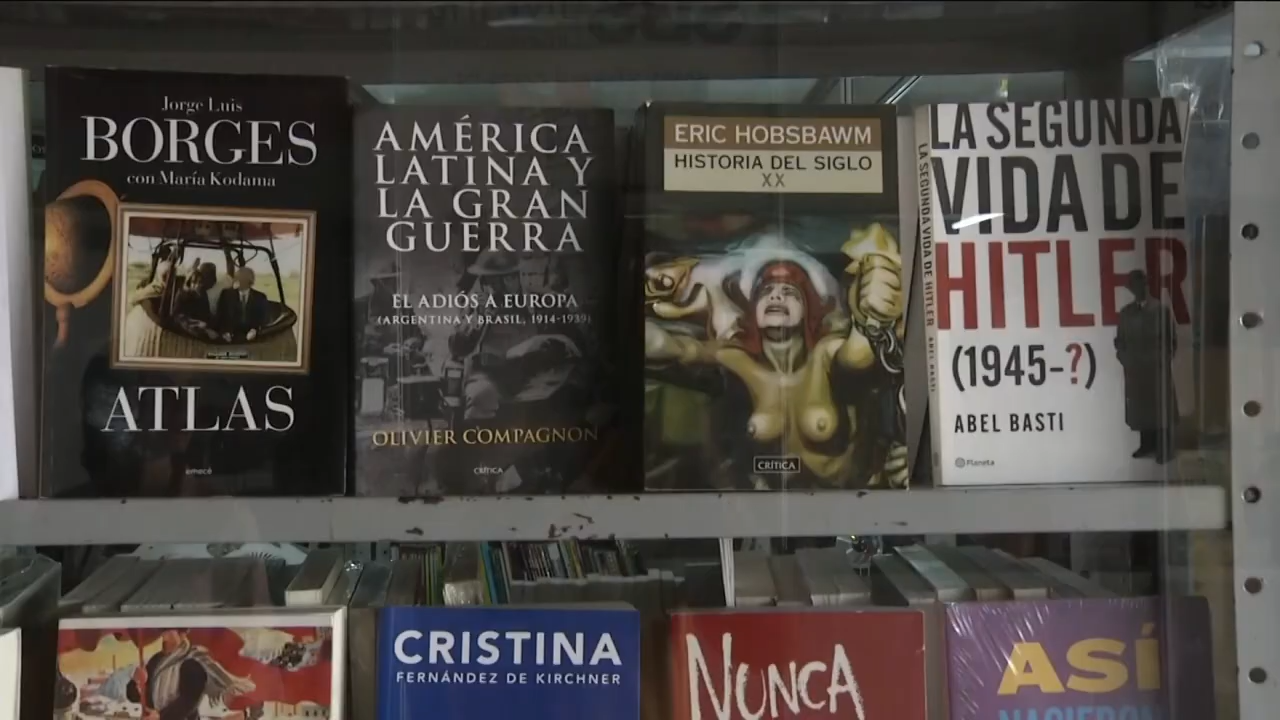 Jorge Luis
BORGES
con María Kodama
ATLAS
emecé
AMÉRICA
LATINA Y
LA GRAN
GUERRA
EL ADIÓS A EUROPA
(ARGENTINA Y BRASIL, 1914-1939)
OLIVIER COMPAGNON
CRÍTICA
ERIC HOBSBAWM
HISTORIA DEL SIGLO
XX
CRÍTICA
LA SEGUNDA VIDA DE HITLER ABEL BASTI
LA SEGUNDA
VIDA DE
HITLER
(1945-?)
ABEL BASTI
Planeta
CRISTINA
FERNÁNDEZ DE KIRCHNER
NUNCA
ASÍ
NACIERON